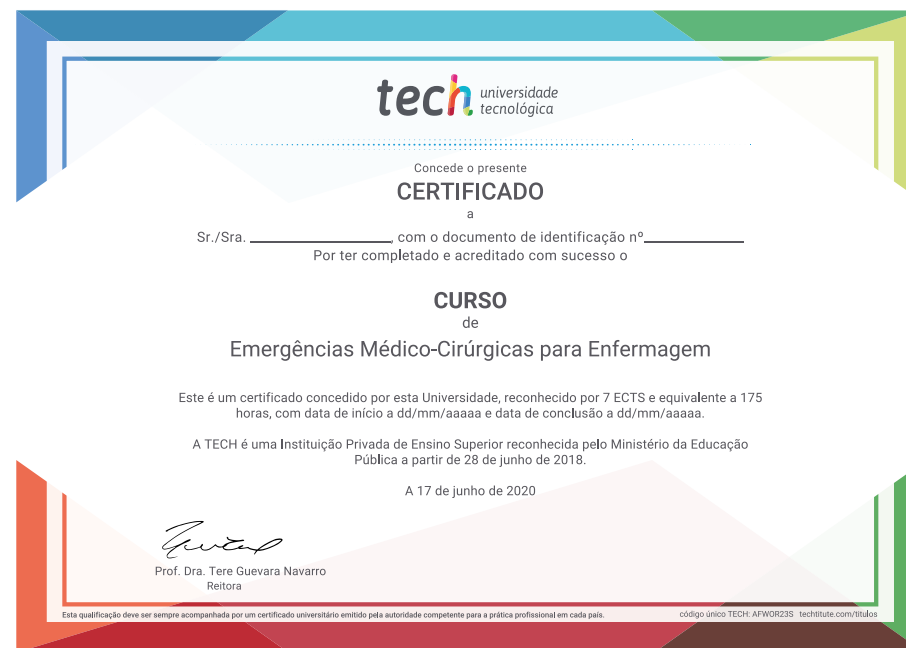 tech universidade
tecnológica
Concede o presente
CERTIFICADO
a
Sr./Sra. ____________, com o documento de identificação nº_________
Por ter completado e acreditado com sucesso o
CURSO
de
Emergências Médico-Cirúrgicas para Enfermagem
Este é um certificado concedido por esta Universidade, reconhecido por 7 ECTS e equivalente a 175
horas, com data de início a dd/mm/aaaaa e data de conclusão a dd/mm/aaaaa.
A TECH é uma Instituição Privada de Ensino Superior reconhecida pelo Ministério da Educação
Pública a partir de 28 de junho de 2018.
A 17 de junho de 2020
Prof. Dra. Tere Guevara Navarro
Reitora
Esta qualificação deve ser sempre acompanhada por um certificado universitário emitido pela autoridade competente para a prática profissional em cada país.
código único TECH: AFWOR23S techtitute.com/titulos